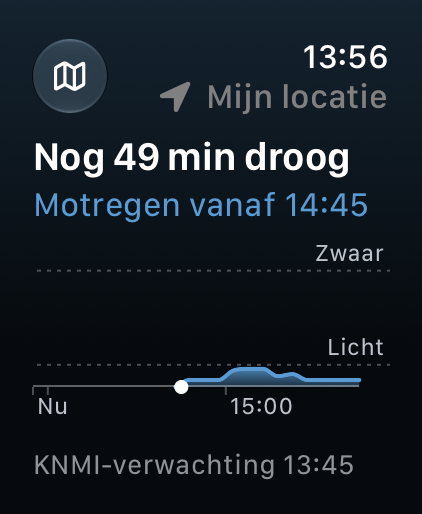 13:56
Mijn locatie
Nog 49 min droog
Motregen vanaf 14:45
Zwaar
Licht
Nu
15:00
KNMI-verwachting 13:45